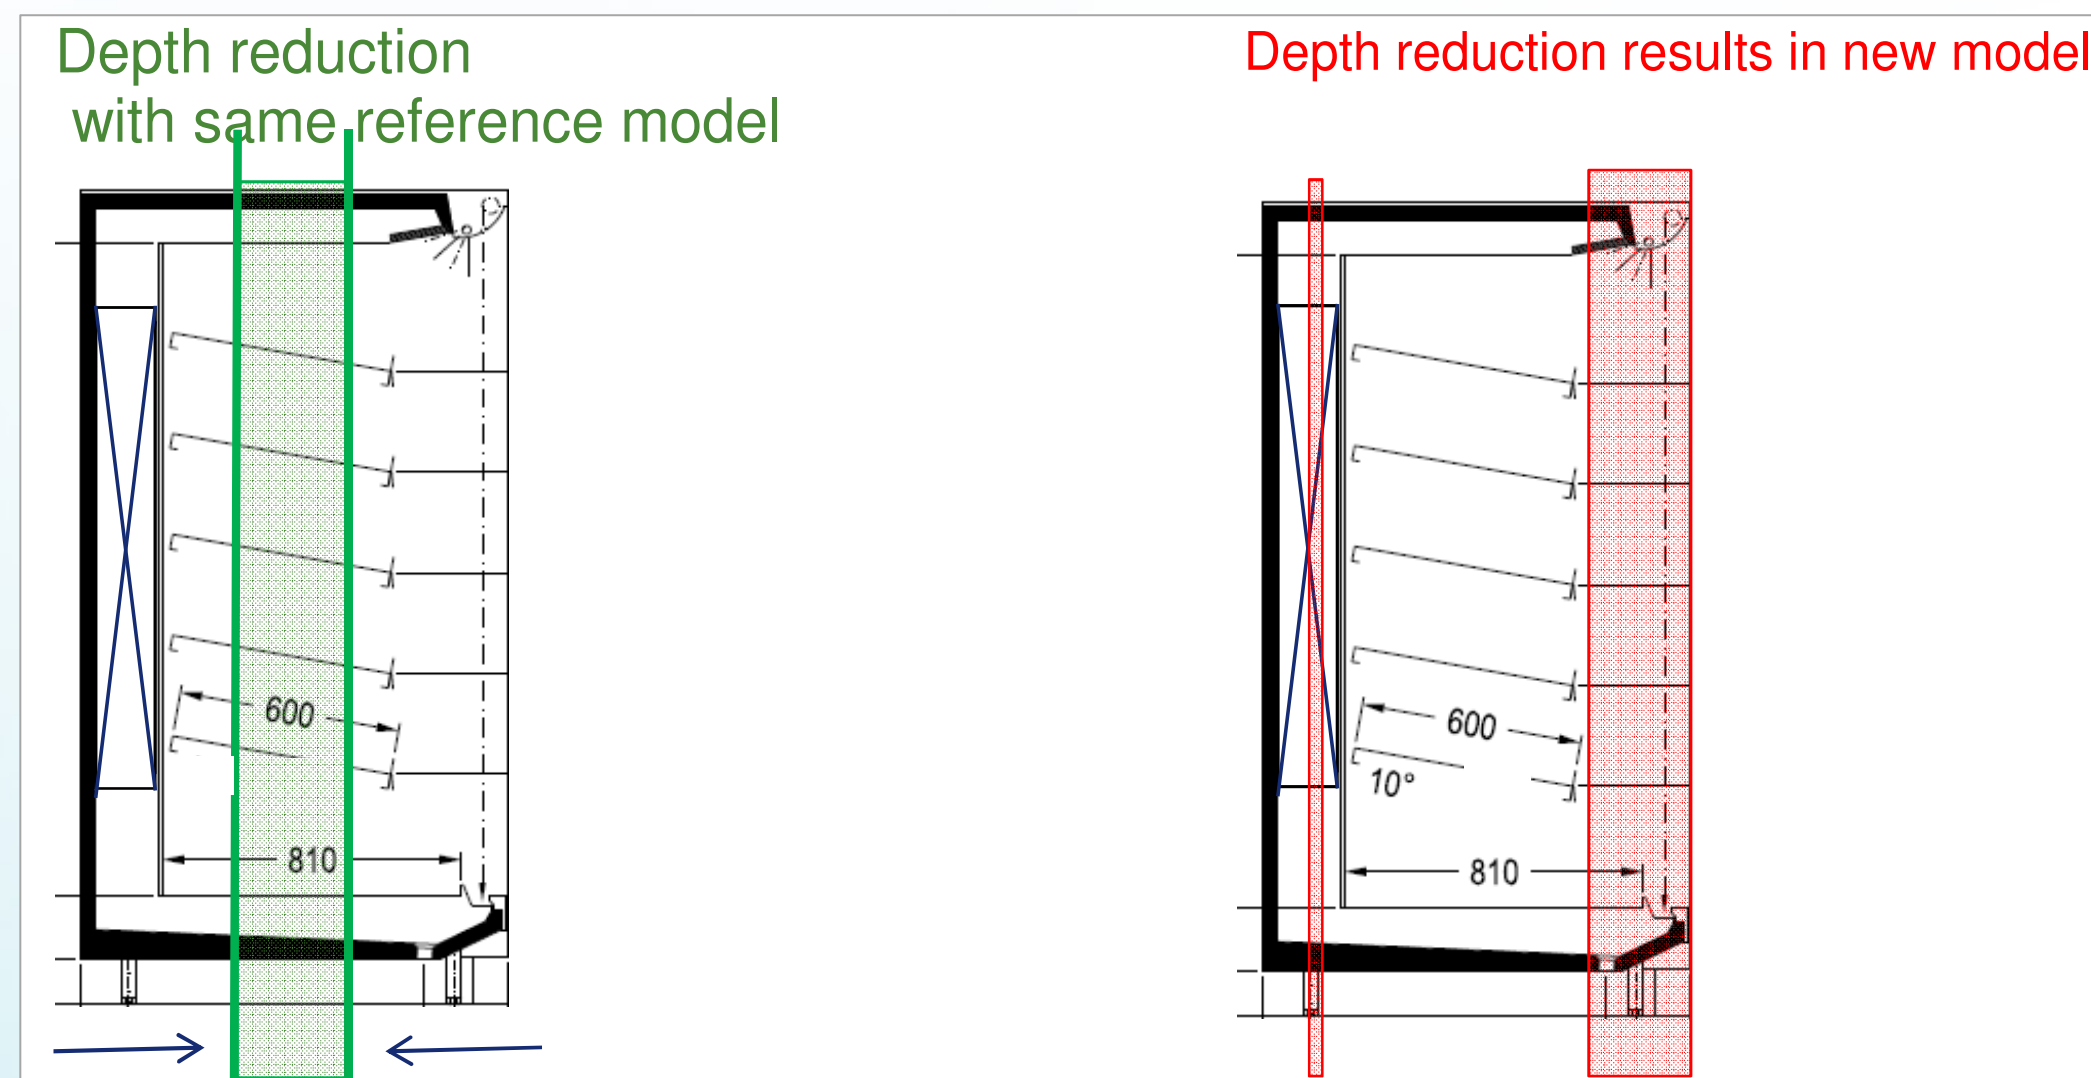 Depth reduction
with same reference model
600
810
Depth reduction results in new model
600
10°
810